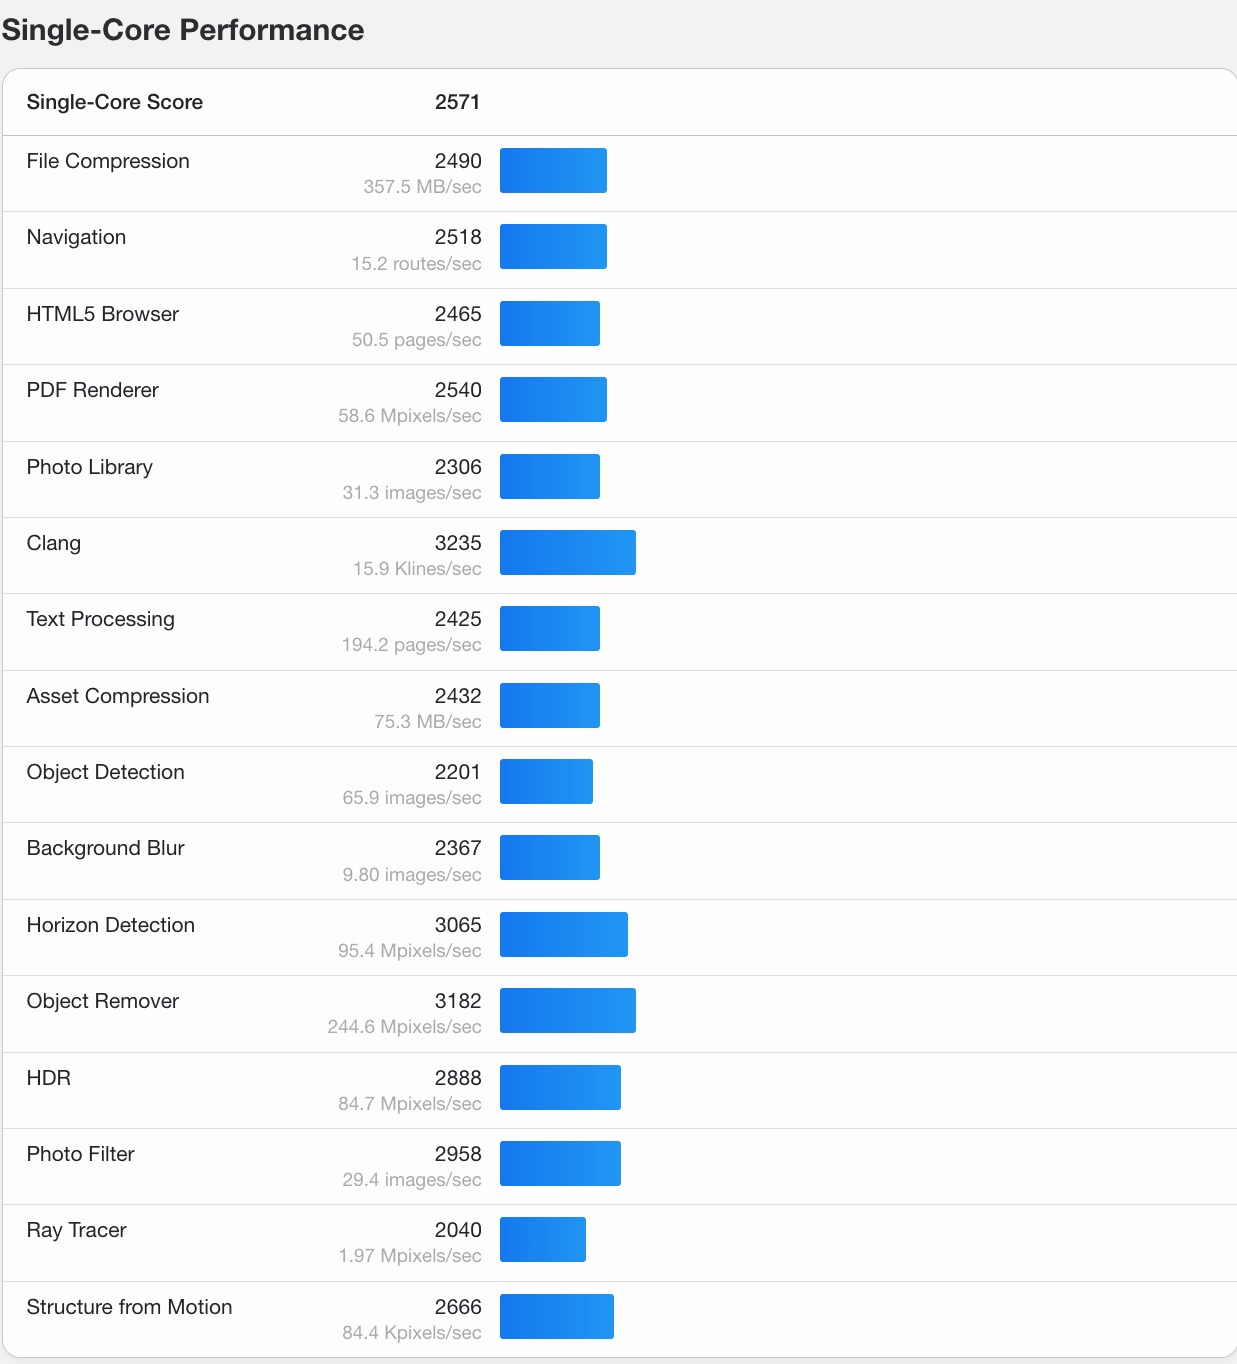 Single-Core Performance
Single-Core Score 2571
File Compression 2490
357.5 MB/sec
Navigation 2518
15.2 routes/sec
HTML5 Browser 2465
50.5 pages/sec
PDF Renderer 2540
58.6 Mpixels/sec
Photo Library 2306
31.3 images/sec
Clang 3235
15.9 Klines/sec
Text Processing 2425
194.2 pages/sec
Asset Compression 2432
75.3 MB/sec
Object Detection 2201
65.9 images/sec
Background Blur 2367
9.80 images/sec
Horizon Detection 3065
95.4 Mpixels/sec
Object Remover 3182
244.6 Mpixels/sec
HDR 2888
84.7 Mpixels/sec
Photo Filter 2958
29.4 images/sec
Ray Tracer 2040
1.97 Mpixels/sec
Structure from Motion 2666
84.4 Kpixels/sec